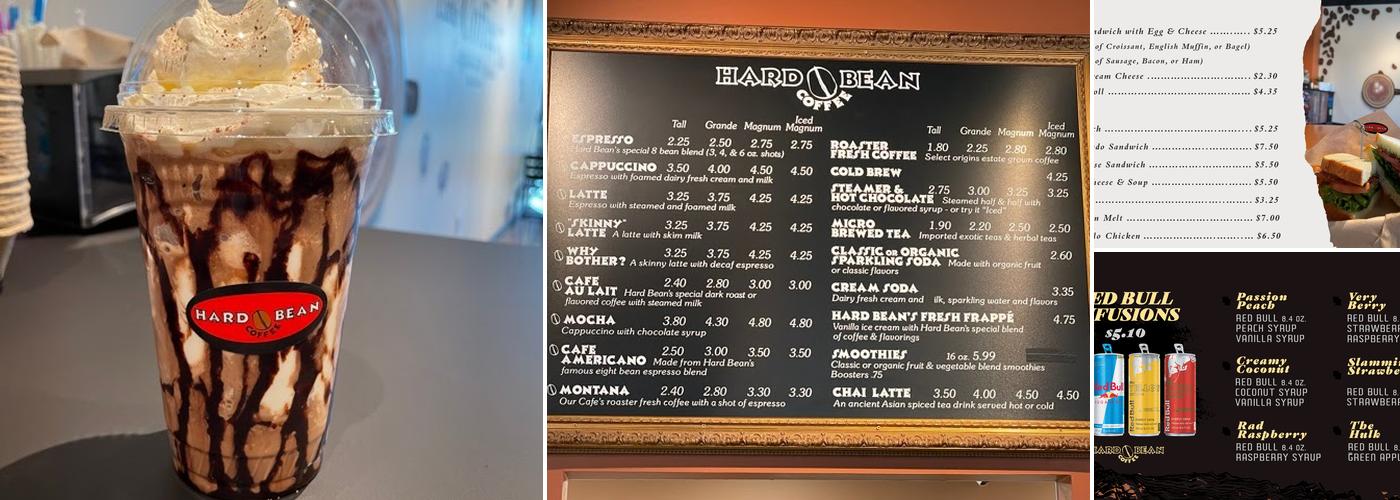 HARD BEAN
COFFEE
HARD BEAN
COFFEE
Tall Grande Magnum Iced Magnum
ESPRESSO 2.25 2.50 2.75 2.75
Hard Bean's special 8 bean blend (3, 4, & 6 oz. shots)
CAPPUCCINO 3.50 4.00 4.50 4.50
Espresso with foamed dairy fresh cream and milk
LATTE 3.25 3.75 4.25 4.25
Espresso with steamed and foamed milk
"SKINNY" LATTE 3.25 3.75 4.25 4.25
A latte with skim milk
WHY BOTHER? 3.25 3.75 4.25 4.25
A skinny latte with decaf espresso
CAFE AU LAIT 2.40 2.80 3.00 3.00
Hard Bean's special dark roast or
flavored coffee with steamed milk
MOCHA 3.80 4.30 4.80 4.80
Cappuccino with chocolate syrup
CAFE AMERICANO 2.50 3.00 3.50 3.50
Made from Hard Bean's
famous eight bean espresso blend
MONTANA 2.40 2.80 3.30 3.30
Our Cafe's roaster fresh coffee with a shot of espresso
Tall Grande Magnum Iced Magnum
ROASTER FRESH COFFEE 1.80 2.25 2.80 2.80
Select origins estate groun coffee
COLD BREW 4.25
STEAMER & HOT CHOCOLATE 2.75 3.00 3.25 3.25
Steamed half & half with
chocolate or flavored syrup - or try it "Iced"
MICRO BREWED TEA 1.90 2.20 2.50 2.50
Imported exotic teas & herbal teas
CLASSIC OR ORGANIC
SPARKLING SODA 2.60
Made with organic fruit
or classic flavors
CREAM SODA 3.35
Dairy fresh cream and ilk, sparkling water and flavors
HARD BEAN'S FRESH FRAPPÉ 4.75
Vanilla ice cream with Hard Bean's special blend
of coffee & flavorings
SMOOTHIES 16 oz. 5.99
Classic or organic fruit & vegetable blend smoothies
Boosters .75
CHAI LATTE 3.50 4.00 4.50 4.50
An ancient Asian spiced tea drink served hot or cold
ndwich with Egg & Cheese ............ $5.25
of Croissant, English Muffin, or Bagel)
of Sausage, Bacon, or Ham)
eam Cheese ............ $2.30
oll ............ $4.35
ch ............ $5.25
do Sandwich ............ $7.50
se Sandwich ............ $5.50
heese & Soup ............ $5.50
............ $3.25
n Melt ............ $7.00
lo Chicken ............ $6.50
ED BULL
FUSIONS
$5.10
Red Bull
HARD BEAN
COFFEE
Passion Peach
RED BULL 8.4 OZ.
PEACH SYRUP
VANILLA SYRUP
Creamy Coconut
RED BULL 8.4 OZ.
COCONUT SYRUP
VANILLA SYRUP
Rad Raspberry
RED BULL 8.4 OZ.
RASPBERRY SYRUP
Very Berry
RED BULL 8.
STRAWBER
RASPBERR
Slammi
Strawbe
RED BULL 8.
STRAWBERR
The Hulk
RED BULL 8.
GREEN APPL